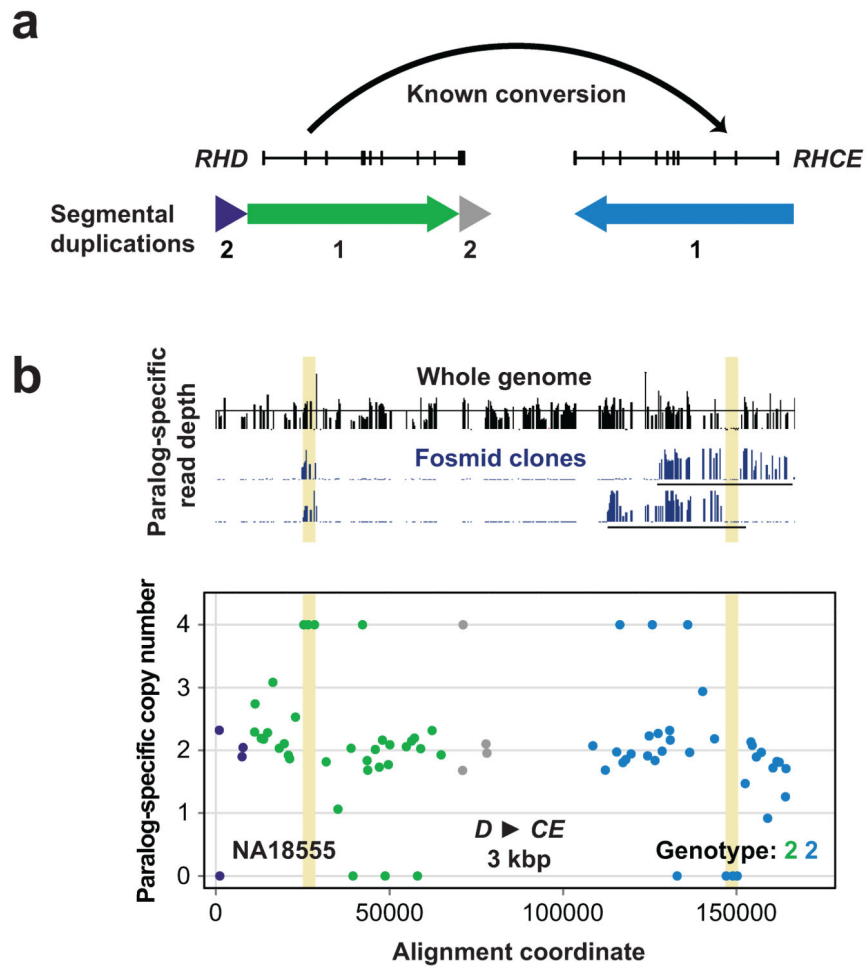 a
Known conversion
RHD
RHCE
Segmental
duplications
2 1 2 1
b
Paralog-specific
read depth
Whole genome
Fosmid clones
Paralog-specific copy number
4
3
2
1
0
NA18555
D ► CE
3 kbp
Genotype: 2 2
0 50000 100000 150000
Alignment coordinate